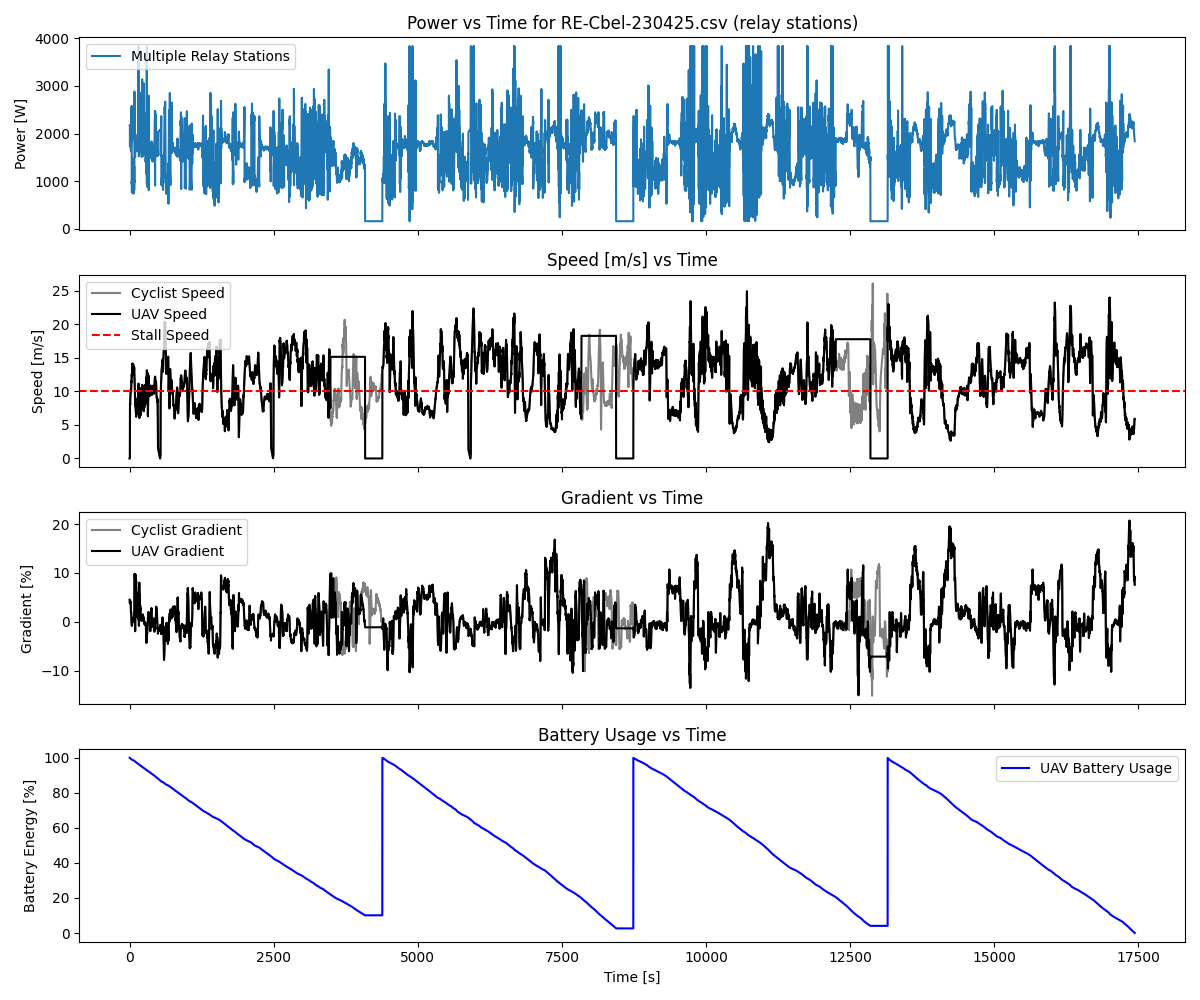 Power vs Time for RE-Cbel-230425.csv (relay stations)
4000
3000
2000
1000
0
Power [W]
Multiple Relay Stations
Speed [m/s] vs Time
25
20
15
10
5
0
Speed [m/s]
Cyclist Speed
UAV Speed
Stall Speed
Gradient vs Time
20
10
0
−10
Gradient [%]
Cyclist Gradient
UAV Gradient
Battery Usage vs Time
100
80
60
40
20
0
Battery Energy [%]
UAV Battery Usage
0 2500 5000 7500 10000 12500 15000 17500
Time [s]